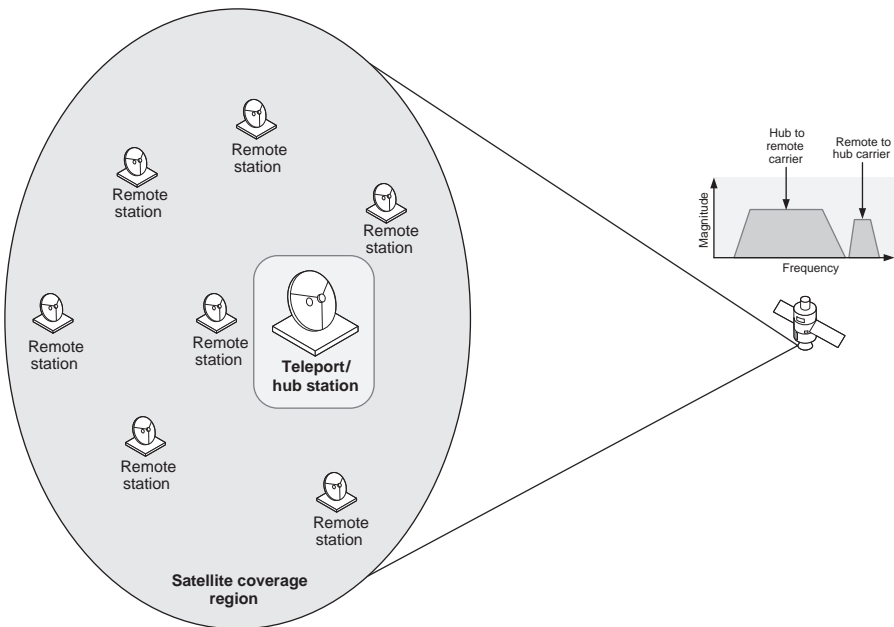 Remote
station
Remote
station
Remote
station
Remote
station
Remote
station
Teleport/
hub station
Remote
station
Remote
station
Satellite coverage
region
Hub to
remote
carrier
Remote to
hub carrier
Magnitude
Frequency